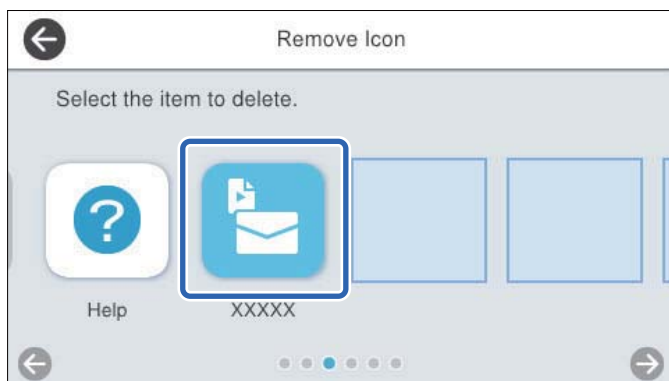 Remove Icon
Select the item to delete.
?
Help
XXXXX